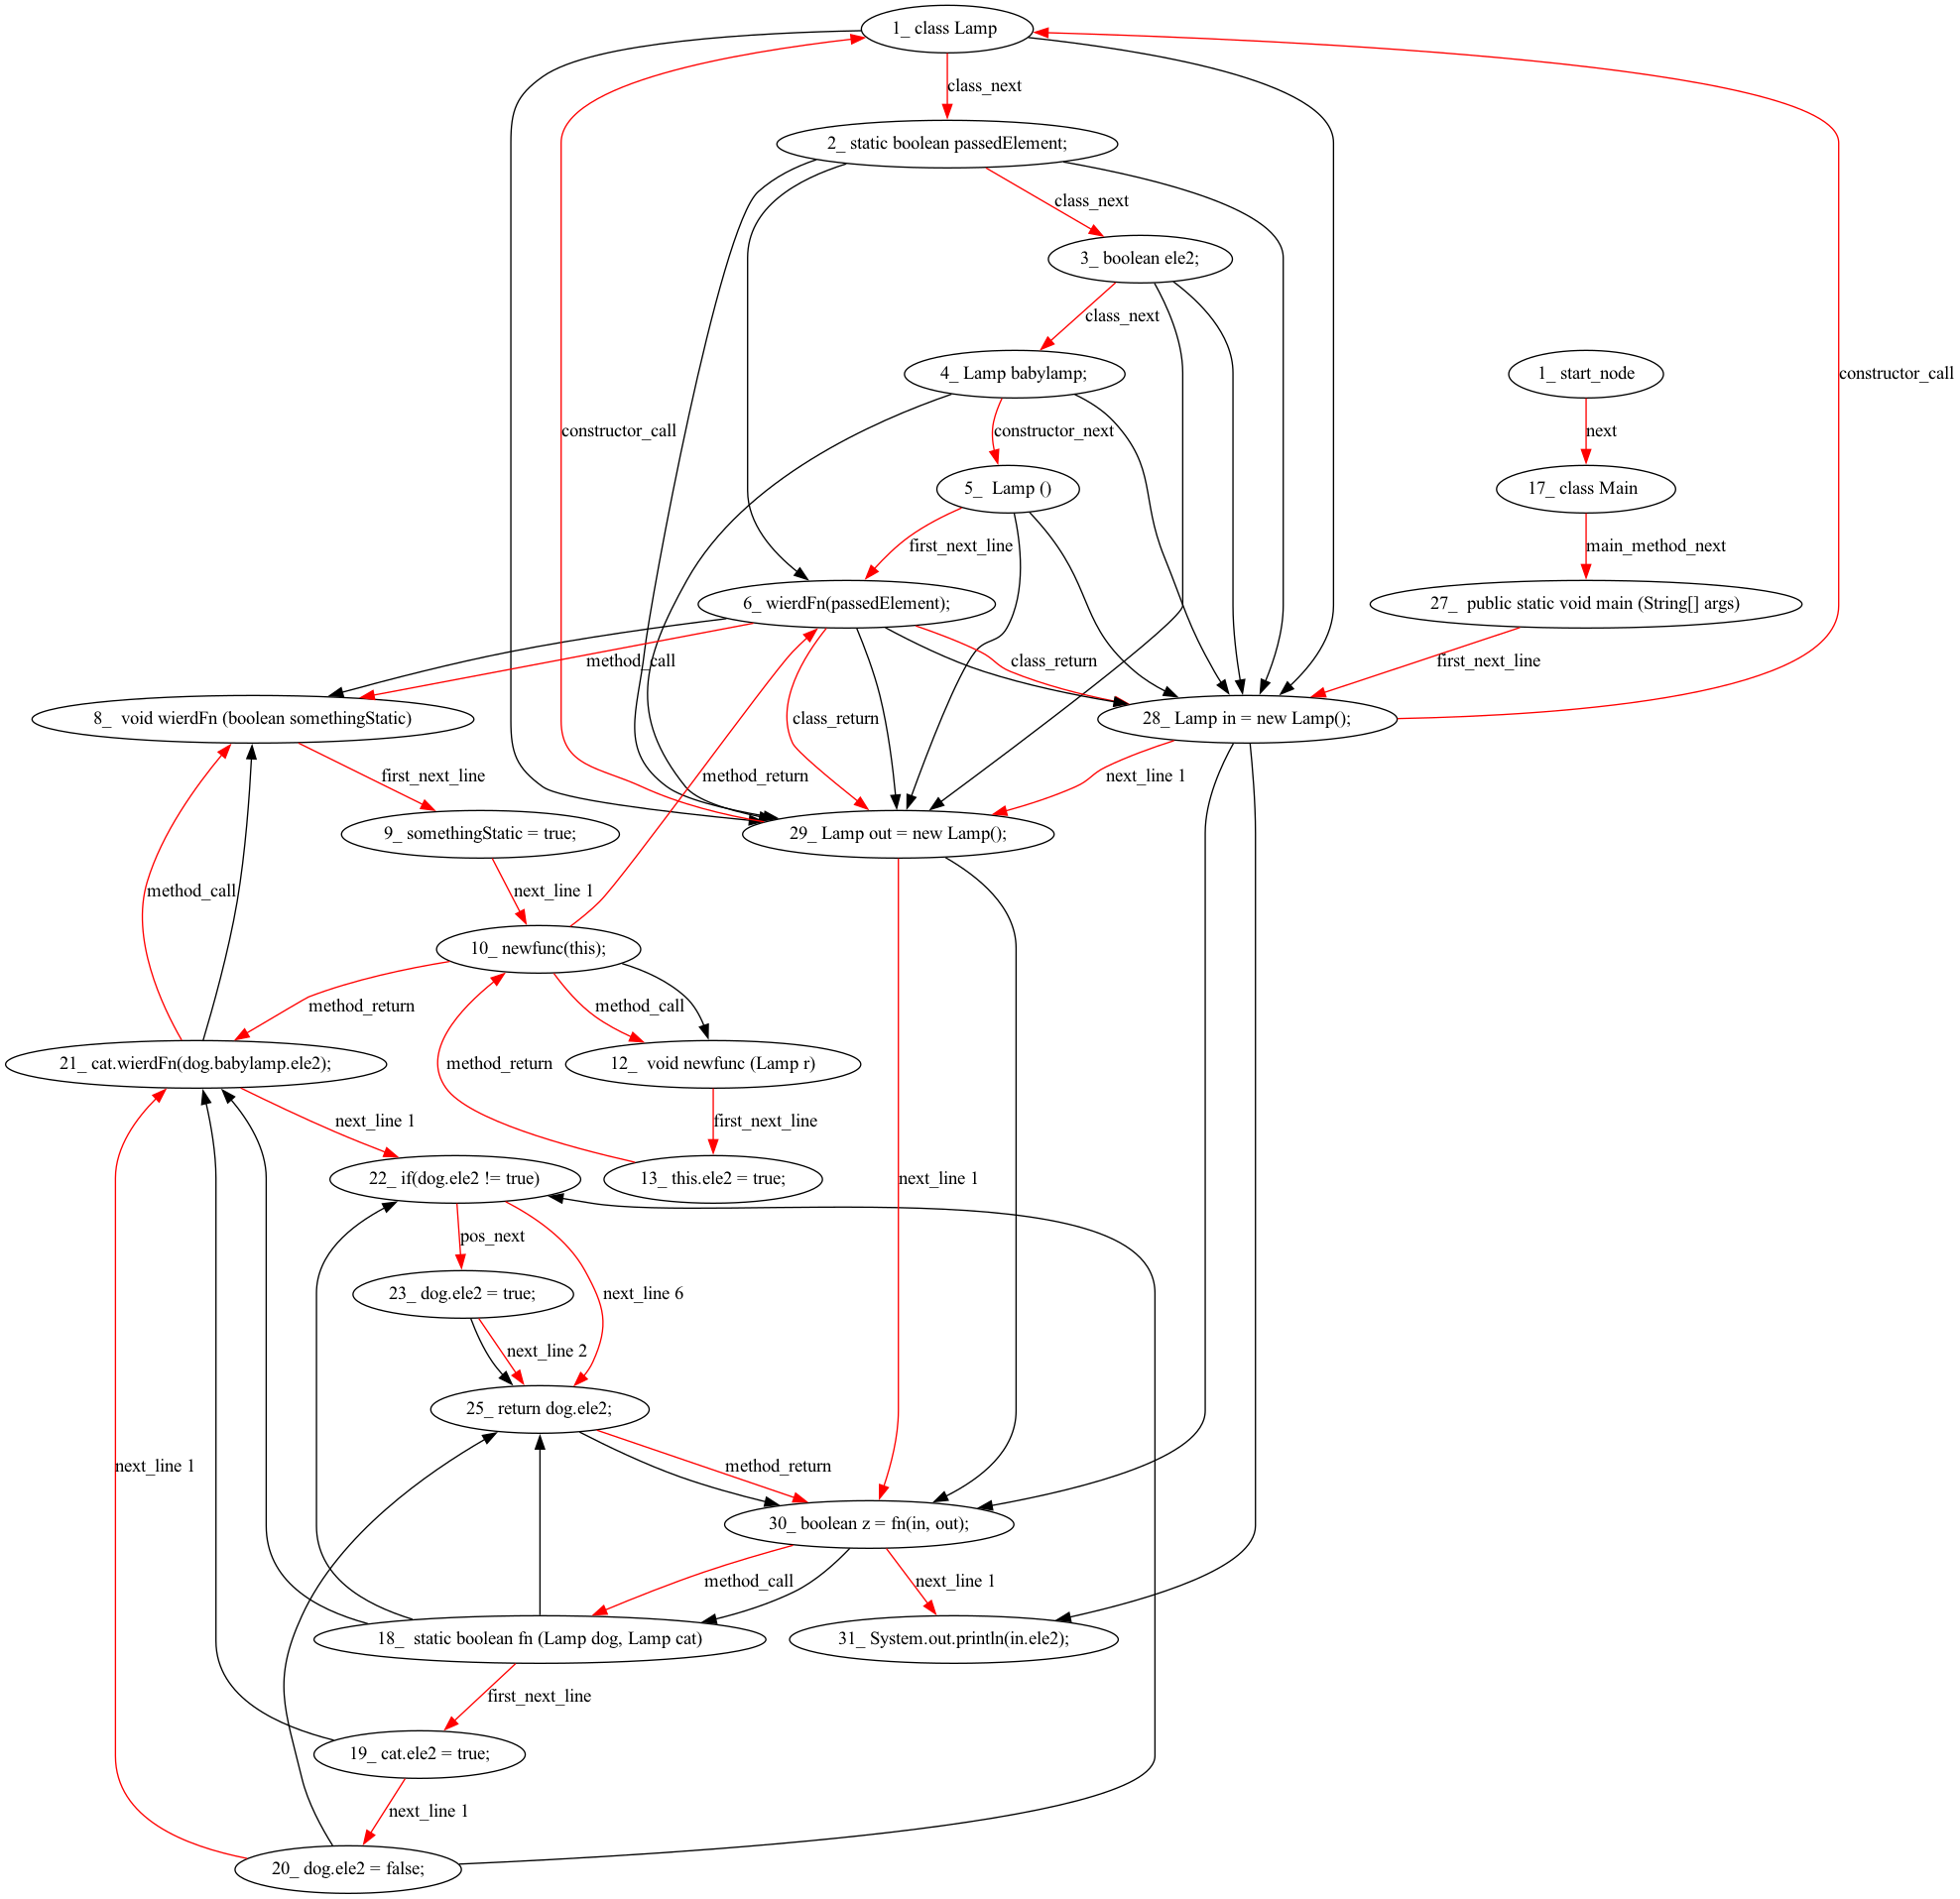 1_ class Lamp
class_next
2_ static boolean passedElement;
class_next
3_ boolean ele2;
class_next
4_ Lamp babylamp;
1_ start_node
constructor_call
constructor_call
constructor_next
next
5_ Lamp ()
17_ class Main
first_next_line
main_method_next
6_ wierdFn(passedElement);
27_ public static void main (String[] args)
method_call
class_return
first_next_line
8_ void wierdFn (boolean somethingStatic)
class_return
28_ Lamp in = new Lamp();
first_next_line
method_return
next_line 1
9_ somethingStatic = true;
29_ Lamp out = new Lamp();
method_call
next_line 1
10_ newfunc(this);
method_return
method_call
21_ cat.wierdFn(dog.babylamp.ele2);
method_return
12_ void newfunc (Lamp r)
next_line 1
first_next_line
22_ if(dog.ele2 != true)
13_ this.ele2 = true;
next_line 1
pos_next
23_ dog.ele2 = true;
next_line 6
next_line 2
25_ return dog.ele2;
next_line 1
method_return
30_ boolean z = fn(in, out);
method_call
next_line 1
18_ static boolean fn (Lamp dog, Lamp cat)
31_ System.out.println(in.ele2);
first_next_line
19_ cat.ele2 = true;
next_line 1
20_ dog.ele2 = false;